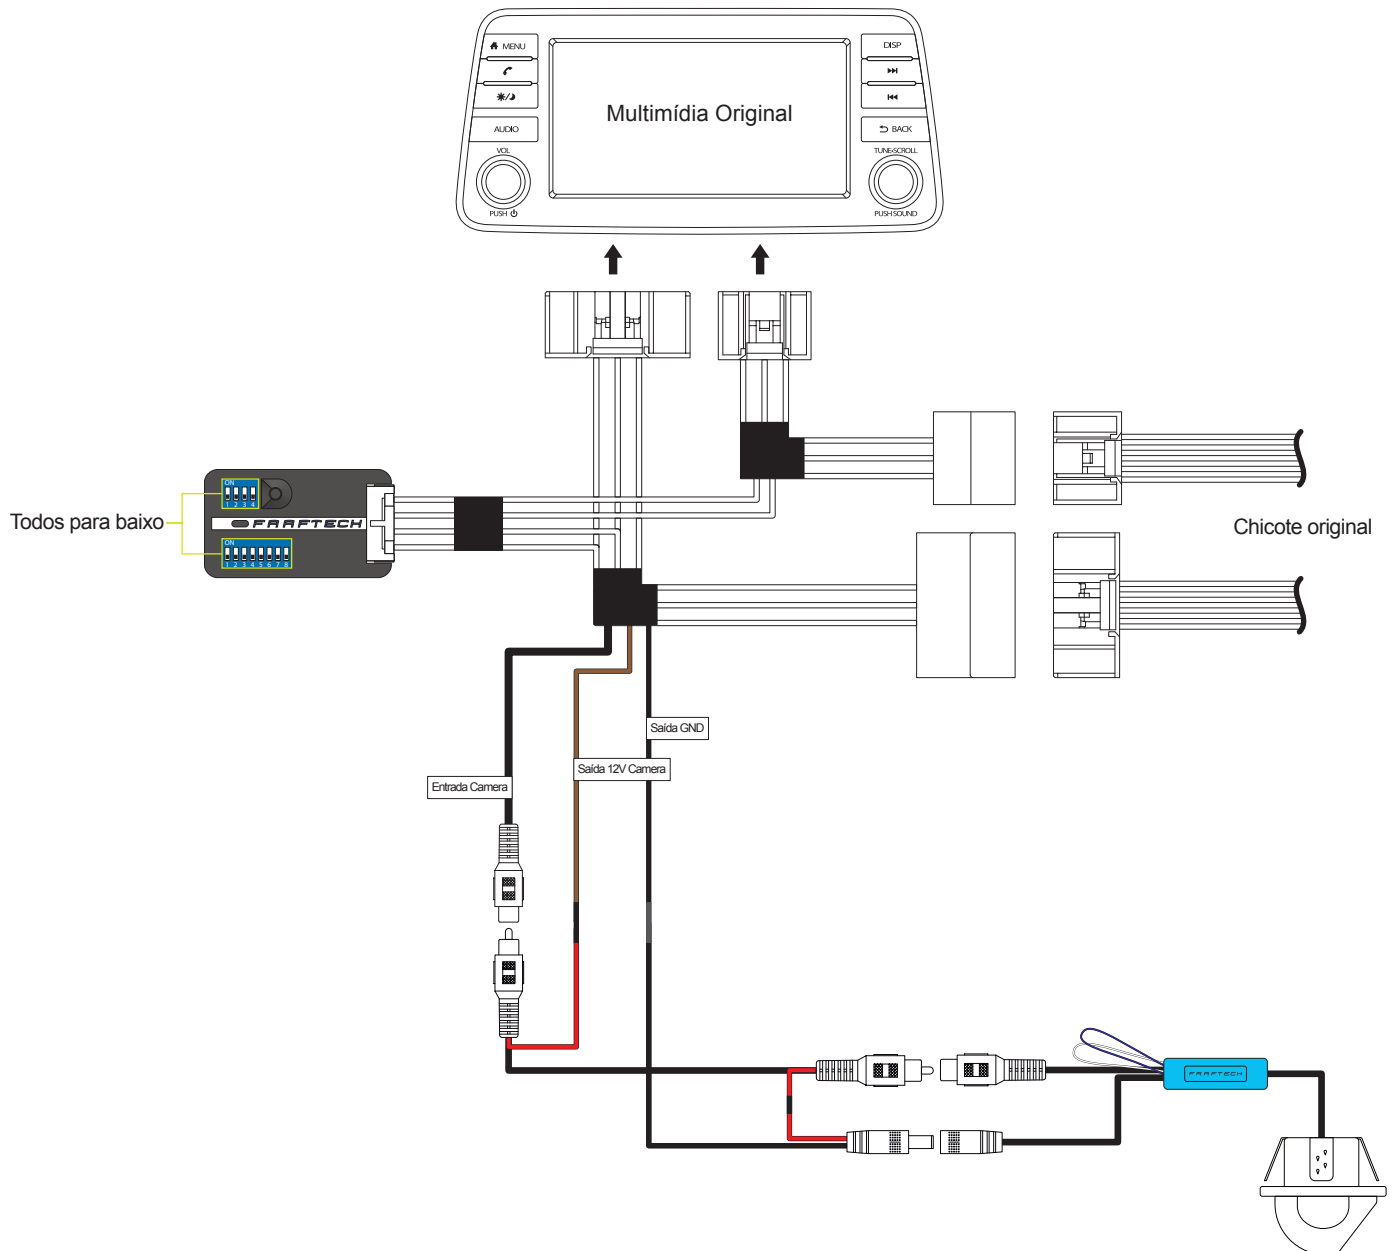 MENU
DISP
AUDIO
BACK
VOL
TUNE•SCROLL
PUSH
PUSH SOUND
Multimídia Original
ON
1 2 3 4
FAAFTECH
ON
1 2 3 4 5 6 7 8
Todos para baixo
Chicote original
Saída GND
Saída 12V Camera
Entrada Camera
FAAFTECH